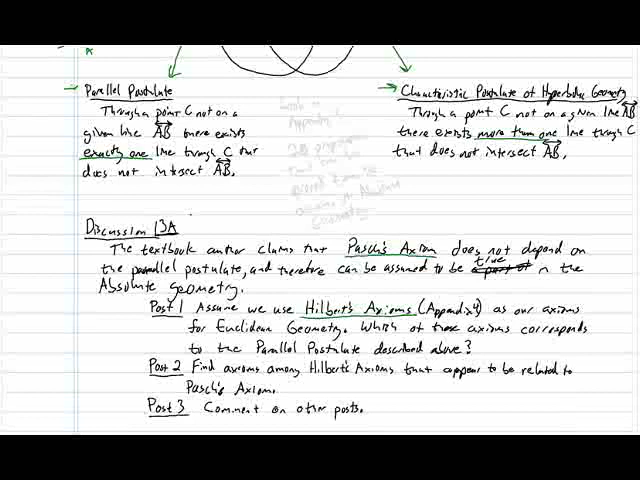 A
→ Parallel Postulate
Through a point C not on a
given line AB there exists
exactly one line through C that
does not intersect AB.
Look in
Appendix
→ Characteristic Postulate of Hyperbolic Geometry
Through a point C not on a given line AB
there exists more than one line through C
that does not intersect AB.
Discussion 13A
The textbook author claims that Pasch's Axiom does not depend on
the parallel postulate, and therefore can be assumed to be true in the
Absolute geometry.
Post 1 Assume we use Hilbert's Axioms (Appendix 4) as our axioms
for Euclidean Geometry. Which of these axioms corresponds
to the Parallel Postulate described above?
Post 2 Find axioms among Hilbert's Axioms that appear to be related to
Pasch's Axiom.
Post 3 Comment on other posts.